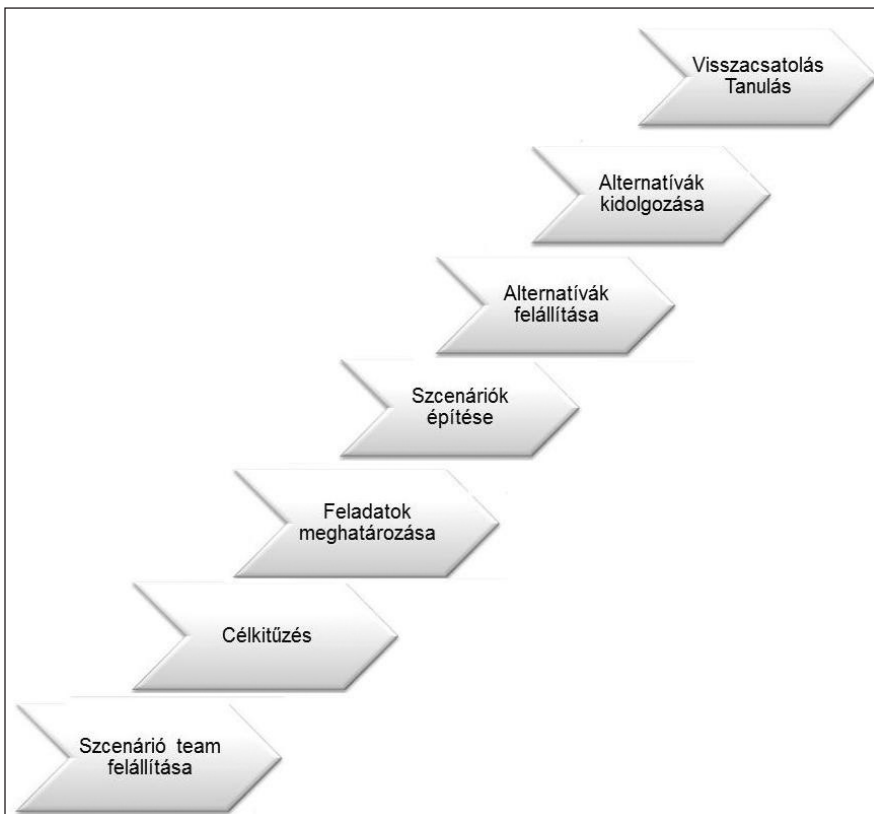 Visszacsatolás
Tanulás
Alternatívák
kidolgozása
Alternatívák
felállítása
Szcenáriók
építése
Feladatok
meghatározása
Célkitűzés
Szcenárió team
felállítása